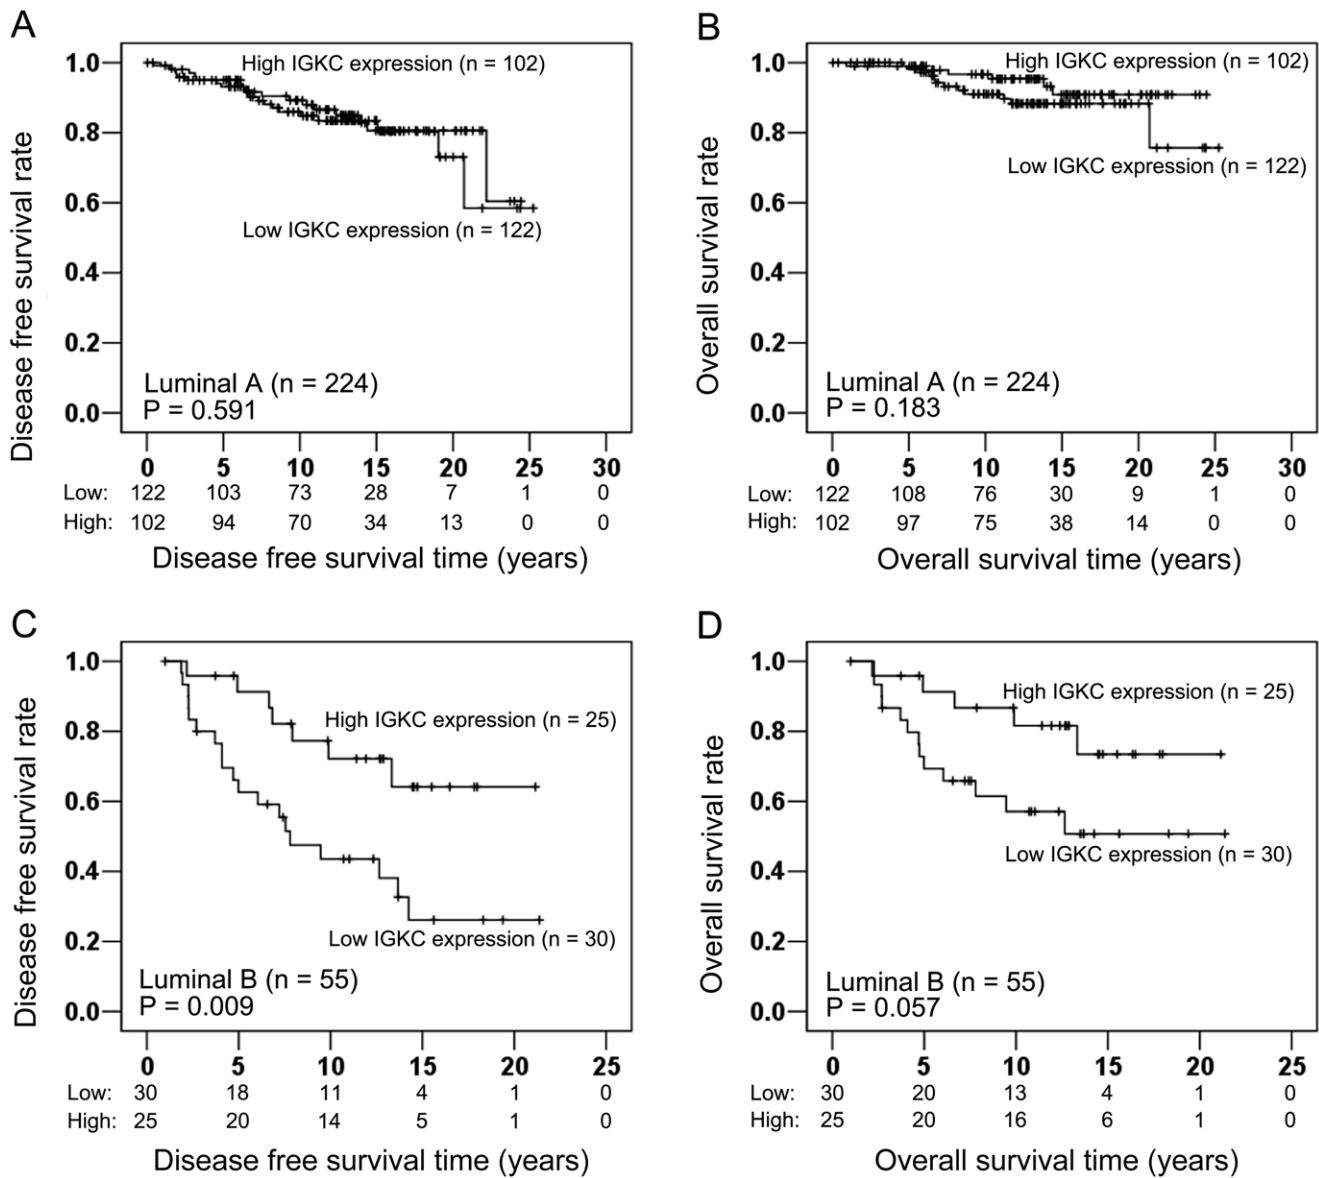 A
Disease free survival rate
1.0
0.8
0.6
0.4
0.2
0.0
High IGKC expression (n = 102)
Low IGKC expression (n = 122)
Luminal A (n = 224)
P = 0.591
0 5 10 15 20 25 30
Low: 122 103 73 28 7 1 0
High: 102 94 70 34 13 0 0
Disease free survival time (years)
B
Overall survival rate
1.0
0.8
0.6
0.4
0.2
0.0
High IGKC expression (n = 102)
Low IGKC expression (n = 122)
Luminal A (n = 224)
P = 0.183
0 5 10 15 20 25 30
Low: 122 108 76 30 9 1 0
High: 102 97 75 38 14 0 0
Overall survival time (years)
C
Disease free survival rate
1.0
0.8
0.6
0.4
0.2
0.0
High IGKC expression (n = 25)
Low IGKC expression (n = 30)
Luminal B (n = 55)
P = 0.009
0 5 10 15 20 25
Low: 30 18 11 4 1 0
High: 25 20 14 5 1 0
Disease free survival time (years)
D
Overall survival rate
1.0
0.8
0.6
0.4
0.2
0.0
High IGKC expression (n = 25)
Low IGKC expression (n = 30)
Luminal B (n = 55)
P = 0.057
0 5 10 15 20 25
Low: 30 20 13 4 1 0
High: 25 20 16 6 1 0
Overall survival time (years)